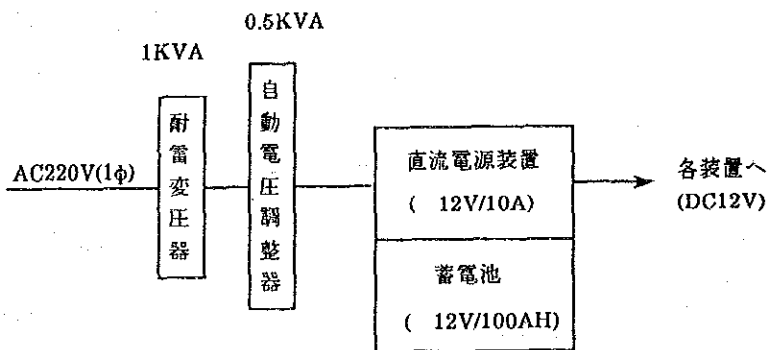 0.5KVA
1KVA
AC220V(1φ)
耐雷変圧器
自動電圧調整器
直流電源装置
( 12V/10A)
蓄電池
( 12V/100AH)
各装置へ
(DC12V)